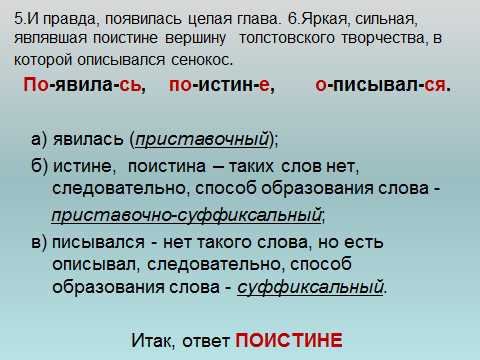 5.И правда, появилась целая глава. 6.Яркая, сильная,
являвшая поистине вершину толстовского творчества, в
которой описывался сенокос.
По-явила-сь, по-истин-е, о-писывал-ся.
а) явилась (приставочный);
б) истине, поистина – таких слов нет,
следовательно, способ образования слова -
приставочно-суффиксальный;
в) писывался - нет такого слова, но есть
описывал, следовательно, способ
образования слова - суффиксальный.
Итак, ответ ПОИСТИНЕ